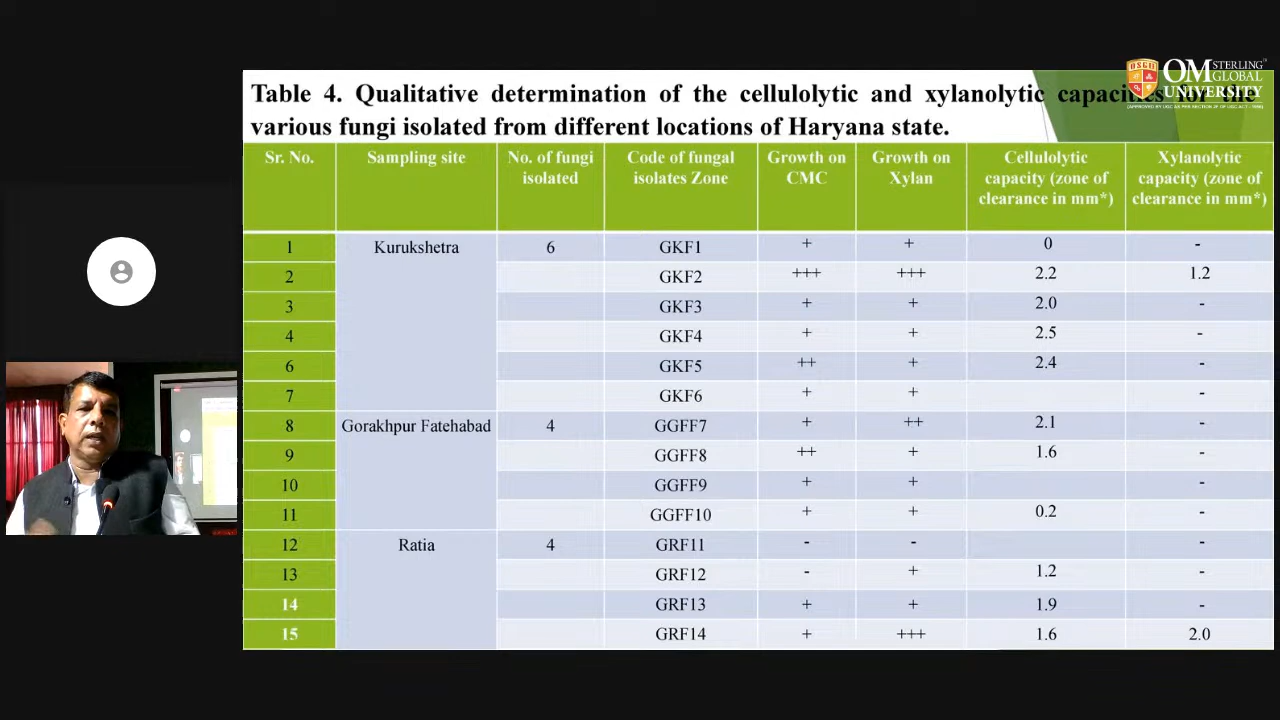 OSGU
OM STERLING GLOBAL UNIVERSITY
Table 4. Qualitative determination of the cellulolytic and xylanolytic
various fungi isolated from different locations of Haryana state.
Sr. No. Sampling site No. of fungi isolated Code of fungal isolates Zone Growth on CMC Growth on Xylan Cellulolytic capacity (zone of clearance in mm*) Xylanolytic capacity (zone of clearance in mm*)
1 Kurukshetra 6 GKF1 + + 0 -
2 GKF2 +++ +++ 2.2 1.2
3 GKF3 + + 2.0 -
4 GKF4 + + 2.5 -
6 GKF5 ++ + 2.4 -
7 GKF6 + + -
8 Gorakhpur Fatehabad 4 GGFF7 + ++ 2.1 -
9 GGFF8 ++ + 1.6 -
10 GGFF9 + + -
11 GGFF10 + + 0.2 -
12 Ratia 4 GRF11 - - -
13 GRF12 - + 1.2 -
14 GRF13 + + 1.9 -
15 GRF14 + +++ 1.6 2.0